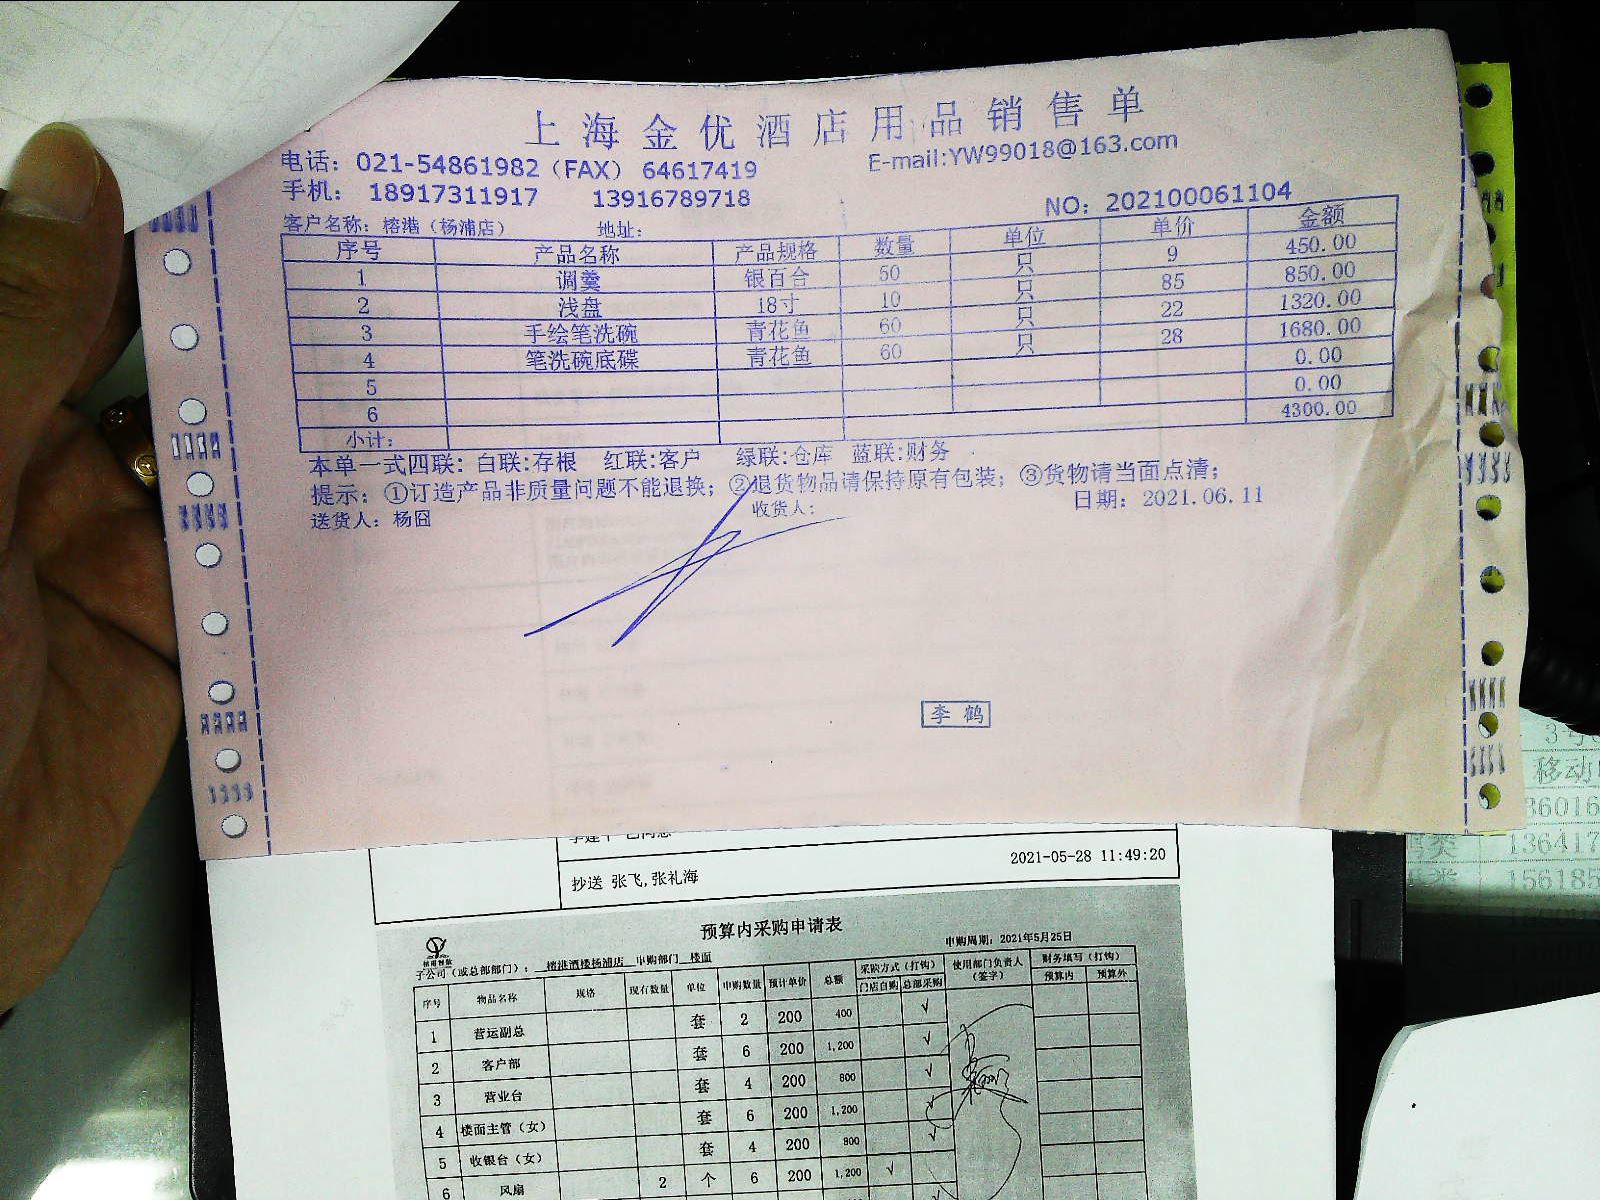 上海金优酒店用品销售单
电话：021-54861982（FAX）64617419 E-mail:YW99018@163.com
手机： 18917311917 13916789718 NO：202100061104
客户名称：榕港（杨浦店） 地址：
序号 产品名称 产品规格 数量 单位 单价 金额
1 调羹 银百合 50 只 9 450.00
2 浅盘 18寸 10 只 85 850.00
3 手绘笔洗碗 青花鱼 60 只 22 1320.00
4 笔洗碗底碟 青花鱼 60 只 28 1680.00
5 0.00
6 0.00
小计： 4300.00
本单一式四联：白联:存根 红联:客户 绿联:仓库 蓝联:财务
提示：①订造产品非质量问题不能退换；②退货物品请保持原有包装；③货物请当面点清；
送货人：杨囧 收货人： 日期：2021.06.11
李鹤
2021-05-28 11:49:20
抄送 张飞,张礼海
预算内采购申请表
子公司（或总部部门）：榕港酒楼杨浦店 申购部门 楼面 申购周期：2021年5月25日
序号 物品名称 规格 现有数量 单位 申购数量 预计单价 总额 采购方式（打钩） 使用部门负责人（签字） 财务填写（打钩）
门店自购 总部采购 预算内 预算外
1 营运副总 套 2 200 400 √
2 客户部 套 6 200 1,200 √
3 营业台 套 4 200 800 √
4 楼面主管（女） 套 6 200 1,200 √
5 收银台（女） 套 4 200 800 √
6 风扇 2 个 6 200 1,200 √
移动
36016
136417
类 156185